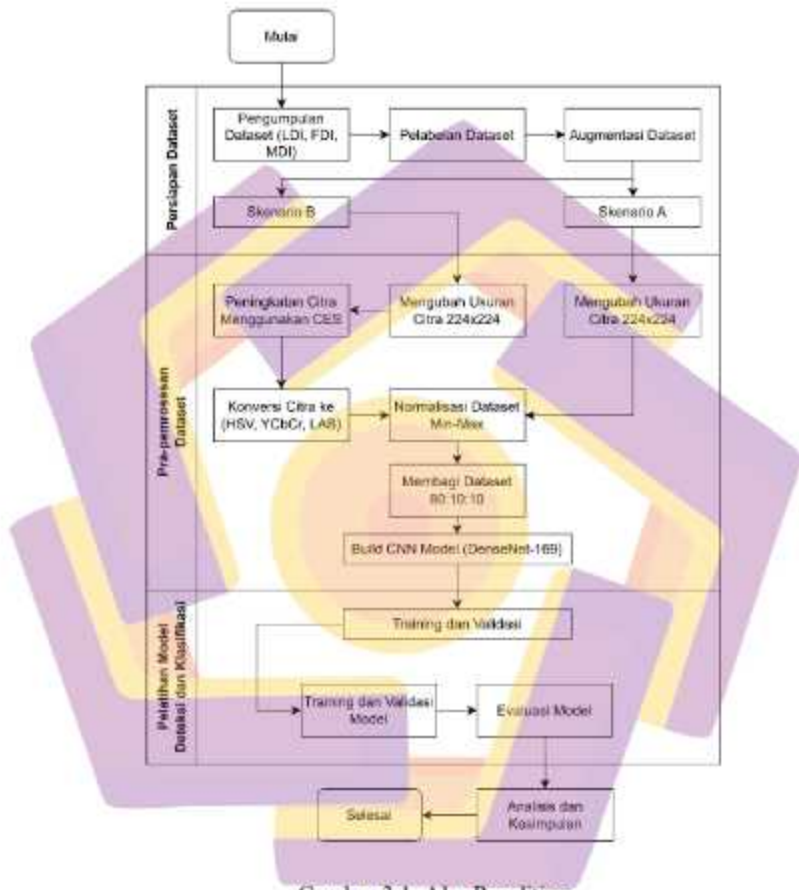 Mulai
Persiapan Dataset
Pengumpulan
Dataset (LDI, FDI,
MDI)
Pelabelan Dataset
Augmentasi Dataset
Skenario B
Skenario A
Pra-pemrosesan
Dataset
Peningkatan Citra
Menggunakan CES
Mengubah Ukuran
Citra 224x224
Mengubah Ukuran
Citra 224x224
Konversi Citra ke
(HSV, YCbCr, LAB)
Normalisasi Dataset
Min-Max
Membagi Dataset
80:10:10
Build CNN Model (DenseNet-169)
Pelatihan Model
Deteksi dan Klasifikasi
Training dan Validasi
Training dan Validasi
Model
Evaluasi Model
Selesai
Analisis dan
Kesimpulan